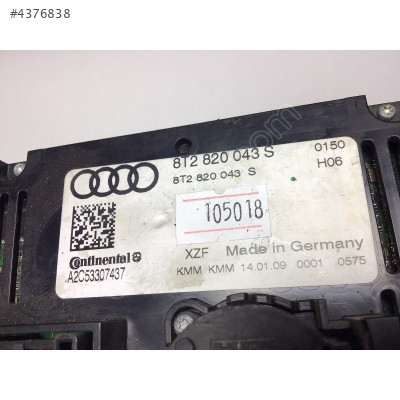 #4376838
8T2 820 043 S
0150
8T2 820 043 S
H06
105018
Continental
A2C53307437
XZF Made in Germany
KMM KMM 14.01.09 0001 0575